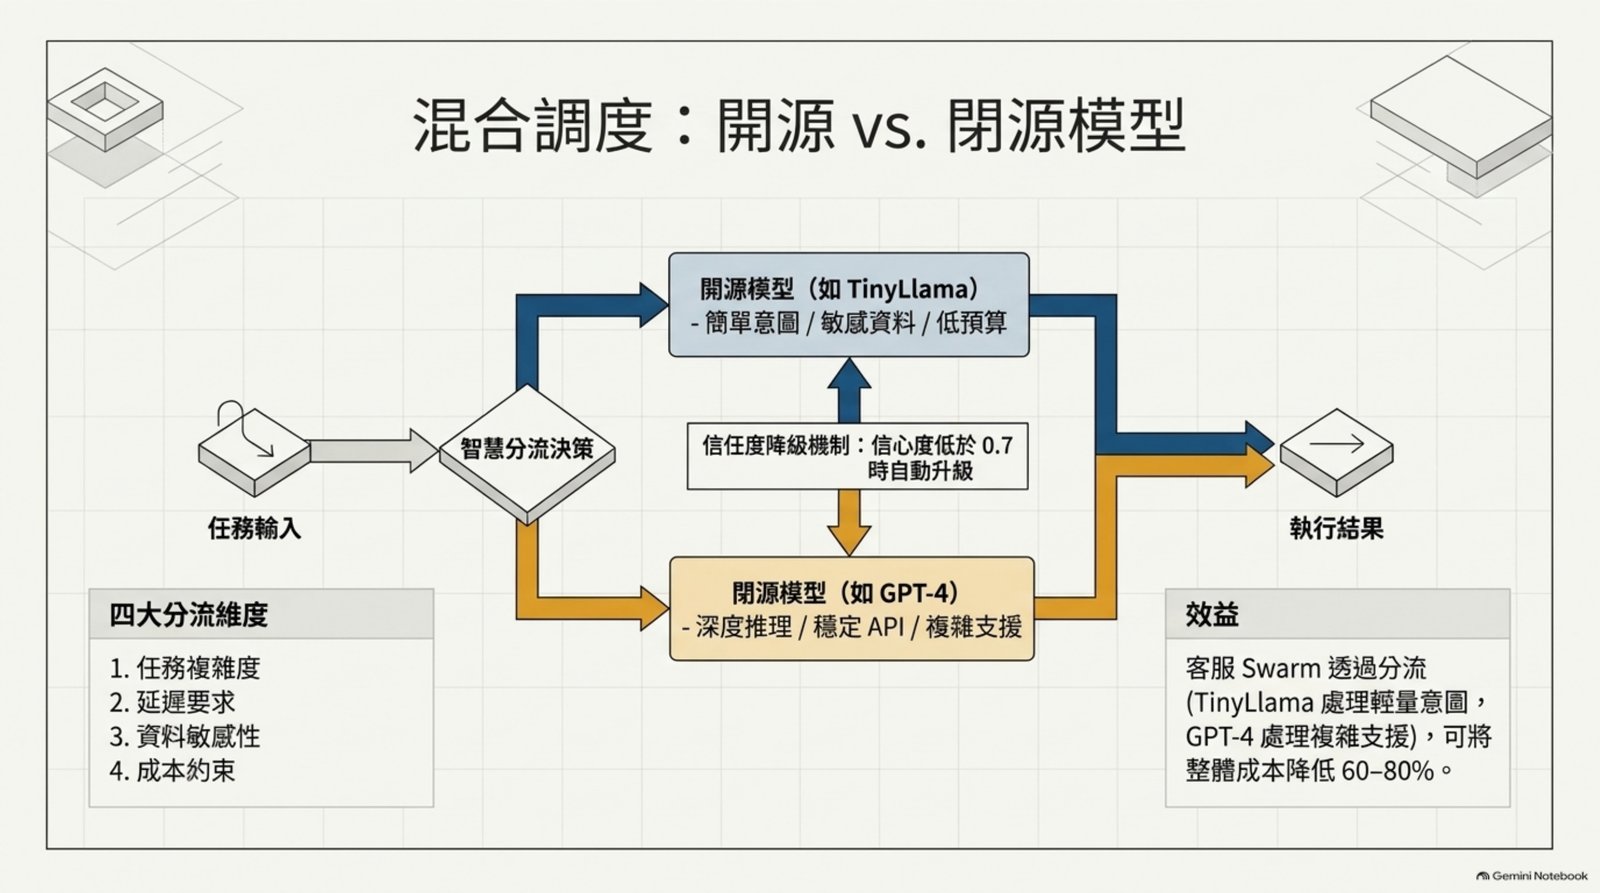 混合調度：開源 vs. 閉源模型
開源模型（如 TinyLlama）
- 簡單意圖 / 敏感資料 / 低預算
智慧分流決策
信任度降級機制：信心度低於 0.7
時自動升級
任務輸入
執行結果
閉源模型（如 GPT-4）
- 深度推理 / 穩定 API / 複雜支援
四大分流維度
1. 任務複雜度
2. 延遲要求
3. 資料敏感性
4. 成本約束
效益
客服 Swarm 透過分流
(TinyLlama 處理輕量意圖，
GPT-4 處理複雜支援)，可將
整體成本降低 60–80%。
Gemini Notebook